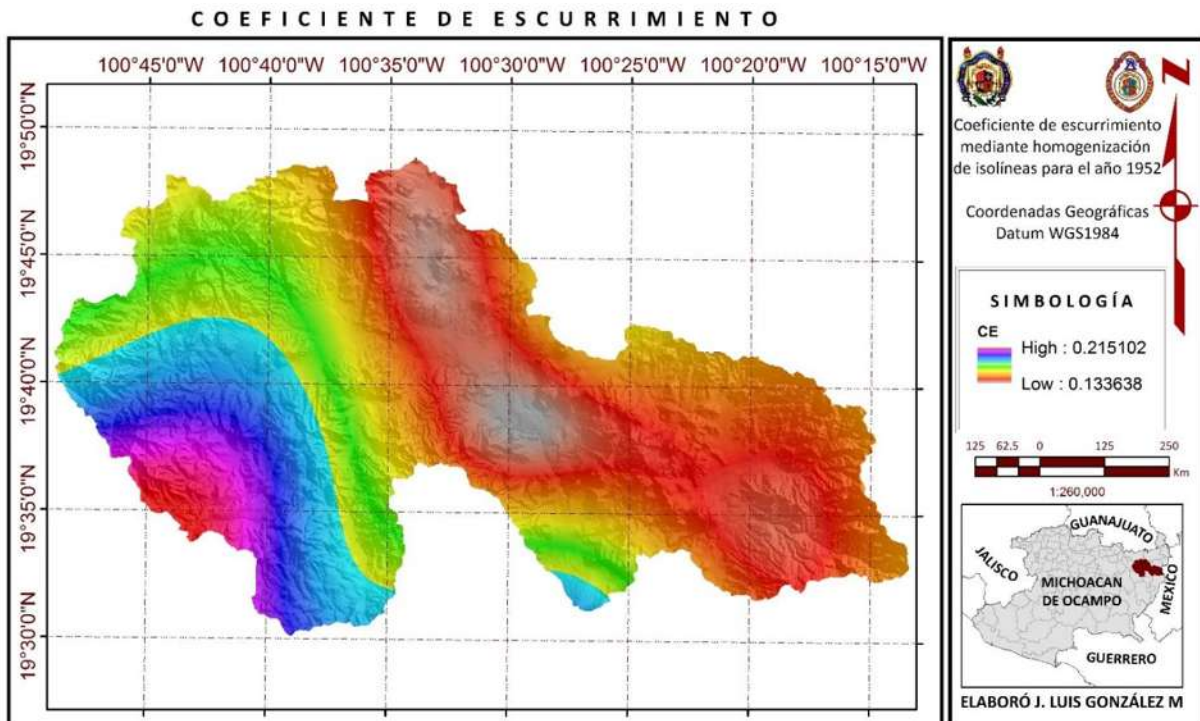 COEFICIENTE DE ESCURRIMIENTO
100°45'0"W 100°40'0"W 100°35'0"W 100°30'0"W 100°25'0"W 100°20'0"W 100°15'0"W
19°50'0"N
19°45'0"N
19°40'0"N
19°35'0"N
19°30'0"N
Z
Coeficiente de escurrimiento
mediante homogenización
de isolíneas para el año 1952
Coordenadas Geográficas
Datum WGS1984
SIMBOLOGÍA
CE
High : 0.215102
Low : 0.133638
125 62.5 0 125 250
Km
1:260,000
GUANAJUATO
JALISCO
MICHOACAN
DE OCAMPO
MEXICO
GUERRERO
ELABORÓ J. LUIS GONZÁLEZ M